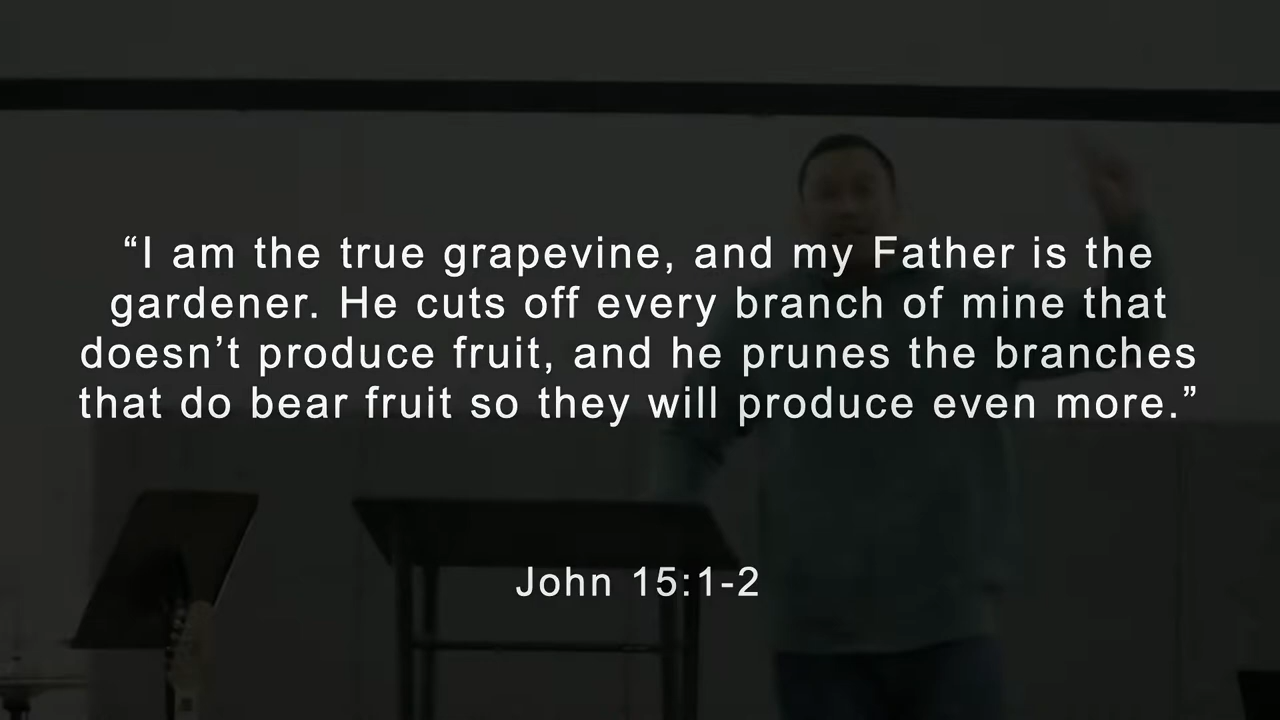 “I am the true grapevine, and my Father is the
gardener. He cuts off every branch of mine that
doesn’t produce fruit, and he prunes the branches
that do bear fruit so they will produce even more.”
John 15:1-2